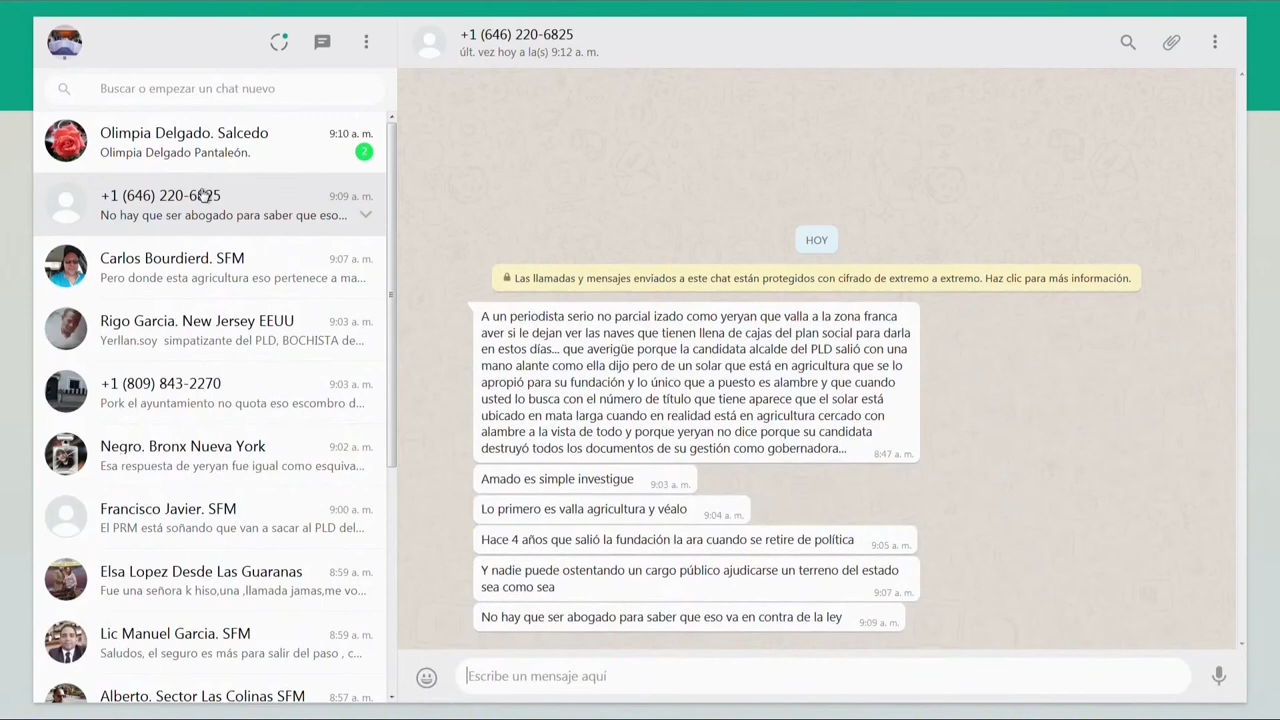 Buscar o empezar un chat nuevo
Olimpia Delgado. Salcedo
9:10 a. m.
Olimpia Delgado Pantaleón.
2
+1 (646) 220-6825
9:09 a. m.
No hay que ser abogado para saber que eso...
Carlos Bourdierd. SFM
9:07 a. m.
Pero donde esta agricultura eso pertenece a ma...
Rigo Garcia. New Jersey EEUU
9:03 a. m.
Yerllan.soy simpatizante del PLD, BOCHISTA de...
+1 (809) 843-2270
9:03 a. m.
Pork el ayuntamiento no quota eso escombro d...
Negro. Bronx Nueva York
9:02 a. m.
Esa respuesta de yeryan fue igual como esquiva...
Francisco Javier. SFM
9:00 a. m.
El PRM está soñando que van a sacar al PLD del...
Elsa Lopez Desde Las Guaranas
8:59 a. m.
Fue una señora k hiso,una ,llamada jamas,me vo...
Lic Manuel Garcia. SFM
8:59 a. m.
Saludos, el seguro es más para salir del paso , c...
Alberto. Sector Las Colinas SFM
8:57 a. m.
+1 (646) 220-6825
últ. vez hoy a la(s) 9:12 a. m.
HOY
Las llamadas y mensajes enviados a este chat están protegidos con cifrado de extremo a extremo. Haz clic para más información.
A un periodista serio no parcial izado como yeryan que valla a la zona franca
aver si le dejan ver las naves que tienen llena de cajas del plan social para darla
en estos días... que averigüe porque la candidata alcalde del PLD salió con una
mano alante como ella dijo pero de un solar que está en agricultura que se lo
apropió para su fundación y lo único que a puesto es alambre y que cuando
usted lo busca con el número de título que tiene aparece que el solar está
ubicado en mata larga cuando en realidad está en agricultura cercado con
alambre a la vista de todo y porque yeryan no dice porque su candidata
destruyó todos los documentos de su gestión como gobernadora...
8:47 a. m.
Amado es simple investigue
9:03 a. m.
Lo primero es valla agricultura y véalo
9:04 a. m.
Hace 4 años que salió la fundación la ara cuando se retire de política
9:05 a. m.
Y nadie puede ostentando un cargo público ajudicarse un terreno del estado
sea como sea
9:07 a. m.
No hay que ser abogado para saber que eso va en contra de la ley
9:09 a. m.
Escribe un mensaje aquí